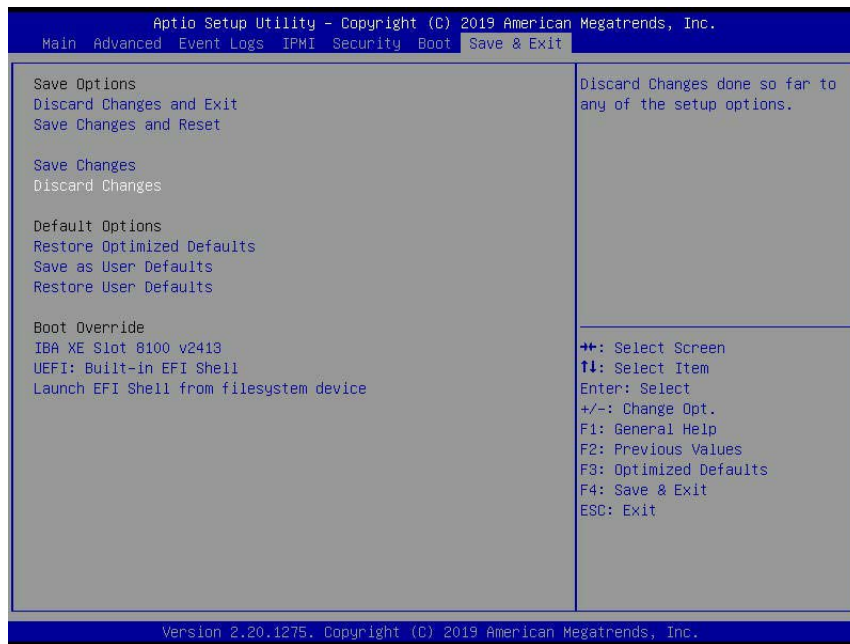 Aptio Setup Utility – Copyright (C) 2019 American Megatrends, Inc.
Main Advanced Event Logs IPMI Security Boot Save & Exit
Save Options
Discard Changes and Exit
Save Changes and Reset
Save Changes
Discard Changes
Default Options
Restore Optimized Defaults
Save as User Defaults
Restore User Defaults
Boot Override
IBA XE Slot 8100 v2413
UEFI: Built-in EFI Shell
Launch EFI Shell from filesystem device
Discard Changes done so far to
any of the setup options.
→←: Select Screen
↑↓: Select Item
Enter: Select
+/-: Change Opt.
F1: General Help
F2: Previous Values
F3: Optimized Defaults
F4: Save & Exit
ESC: Exit
Version 2.20.1275. Copyright (C) 2019 American Megatrends, Inc.